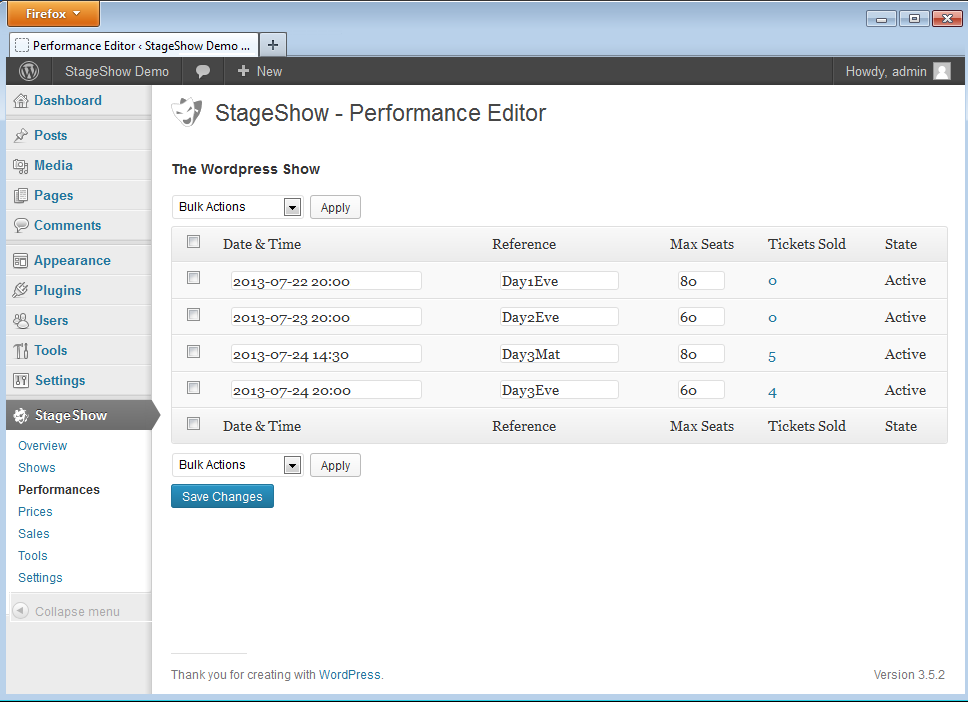 Firefox
Performance Editor ‹ StageShow Demo ...
StageShow Demo + New Howdy, admin
Dashboard
Posts
Media
Pages
Comments
Appearance
Plugins
Users
Tools
Settings
StageShow
Overview
Shows
Performances
Prices
Sales
Tools
Settings
Collapse menu
StageShow - Performance Editor
The Wordpress Show
Bulk Actions Apply
Date & Time Reference Max Seats Tickets Sold State
2013-07-22 20:00 Day1Eve 80 0 Active
2013-07-23 20:00 Day2Eve 60 0 Active
2013-07-24 14:30 Day3Mat 80 5 Active
2013-07-24 20:00 Day3Eve 60 4 Active
Date & Time Reference Max Seats Tickets Sold State
Bulk Actions Apply
Save Changes
Thank you for creating with WordPress. Version 3.5.2